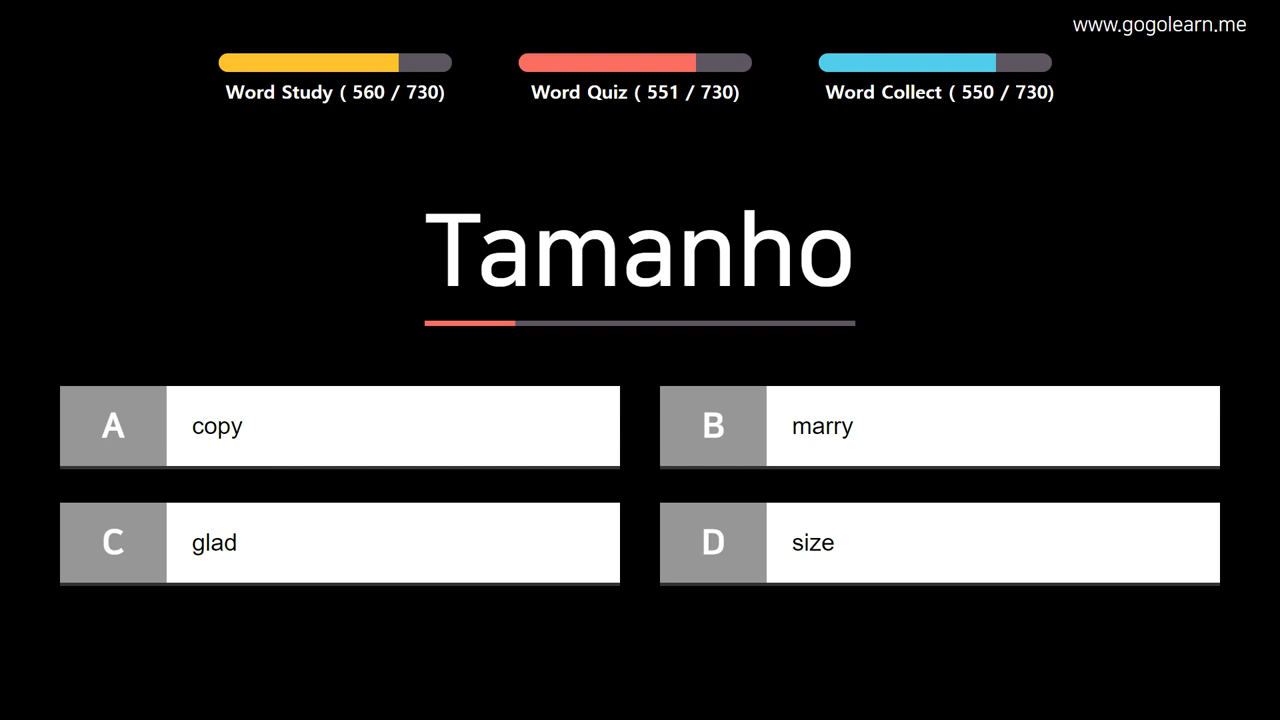 www.gogolearn.me
Word Study ( 560 / 730)
Word Quiz ( 551 / 730)
Word Collect ( 550 / 730)
Tamanho
A copy
B marry
C glad
D size